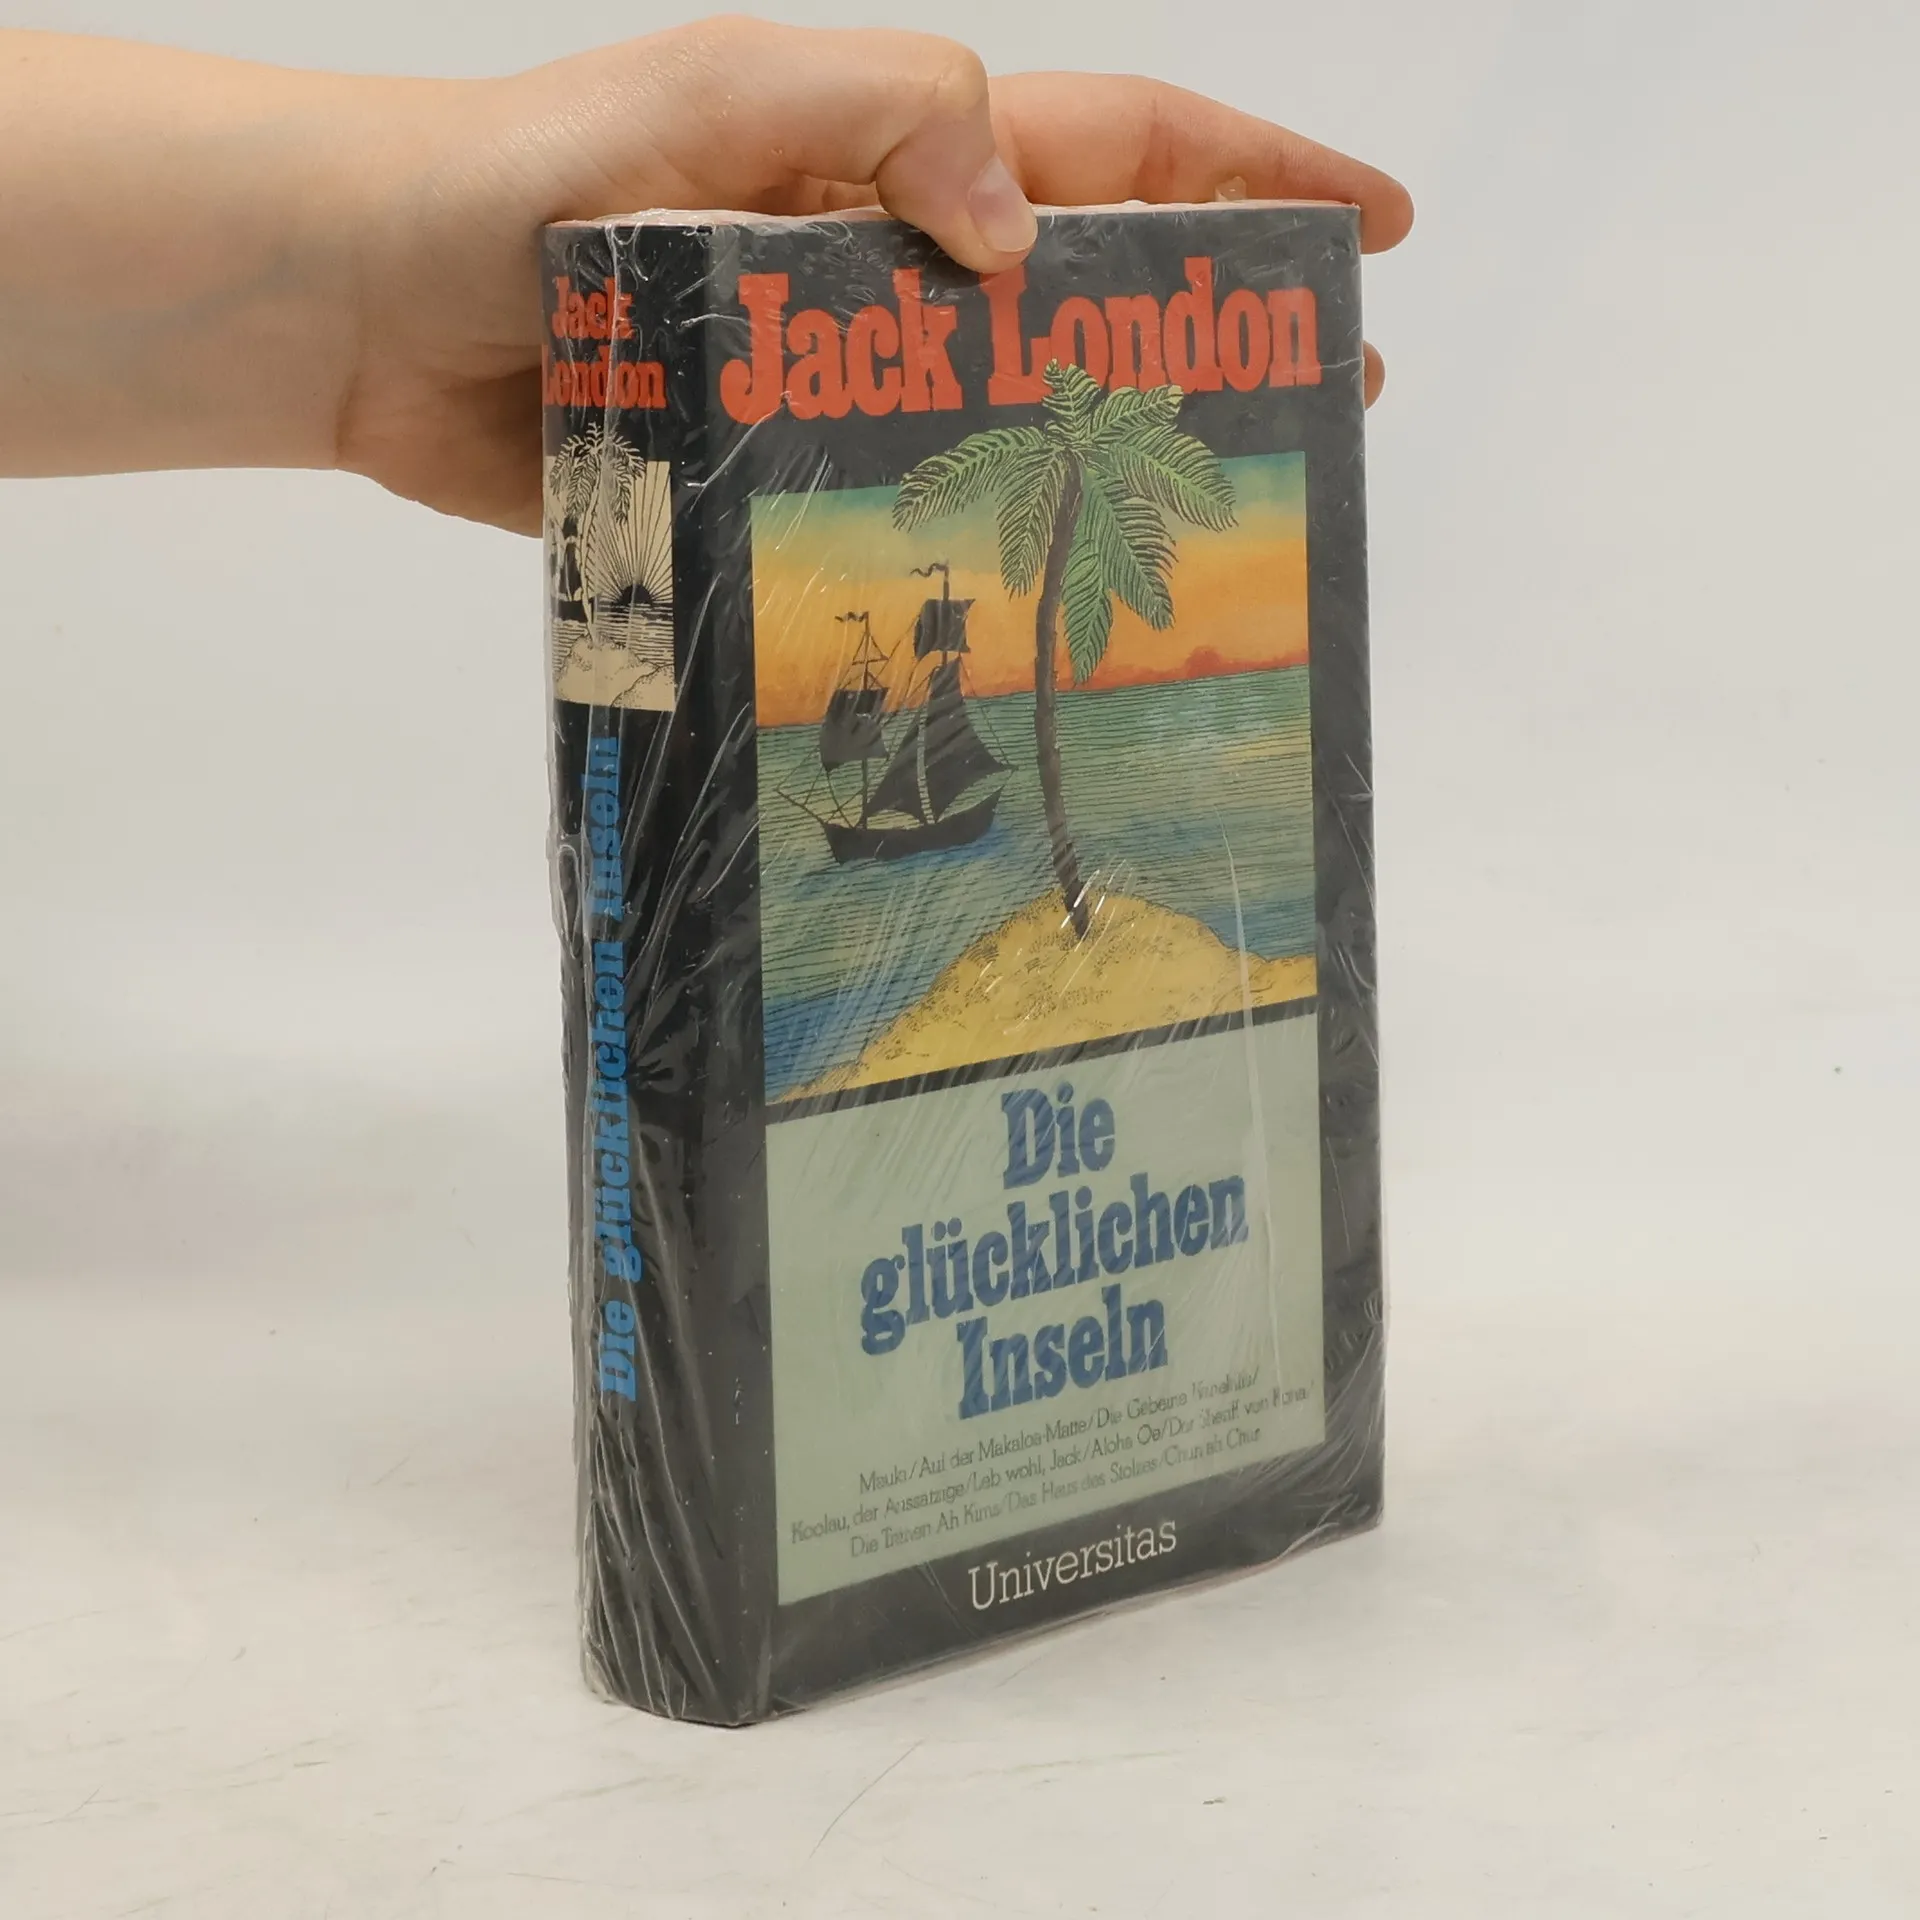 Jack
London
Die glücklichen Inseln
Jack London
Die
glücklichen
Inseln
Mauki/Auf der Makaloa-Matte/Die Gebeine Kahekilis/
Koolau, der Aussätzige/Leb wohl, Jack/Aloha Oe/Der Sheriff von Kona/
Die Tränen Ah Kims/Das Haus des Stolzes/Chun ah Chun
Universitas